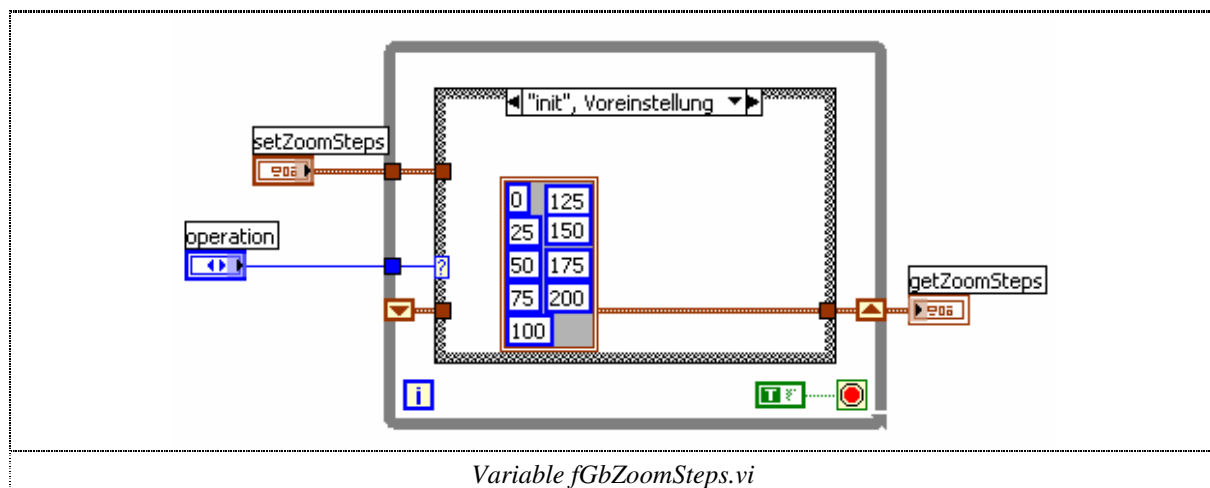 "init", Voreinstellung
setZoomSteps
0 125
25 150
operation
50 175
getZoomSteps
75 200
100
i
T
Variable fGbZoomSteps.vi